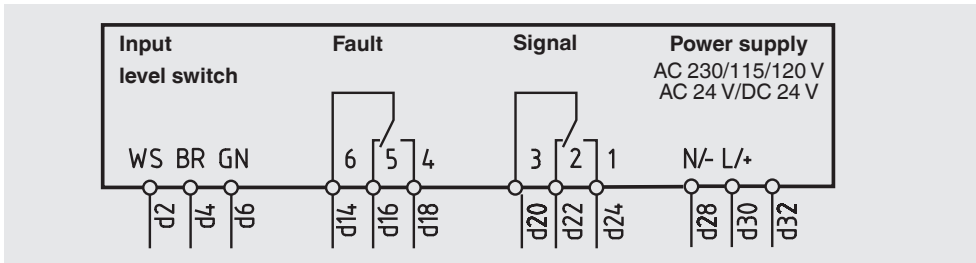 Input
level switch
Fault
Signal
Power supply
AC 230/115/120 V
AC 24 V/DC 24 V
WS BR GN
6 5 4
3 2 1
N/- L/+
d2 d4 d6
d14 d16 d18
d20 d22 d24
d28 d30 d32